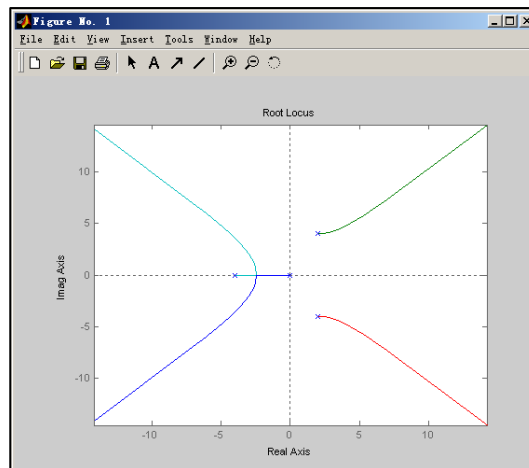 Figure No. 1
File Edit View Insert Tools Window Help
A
Root Locus
10
5
0
-5
-10
Imag Axis
-10 -5 0 5 10
Real Axis